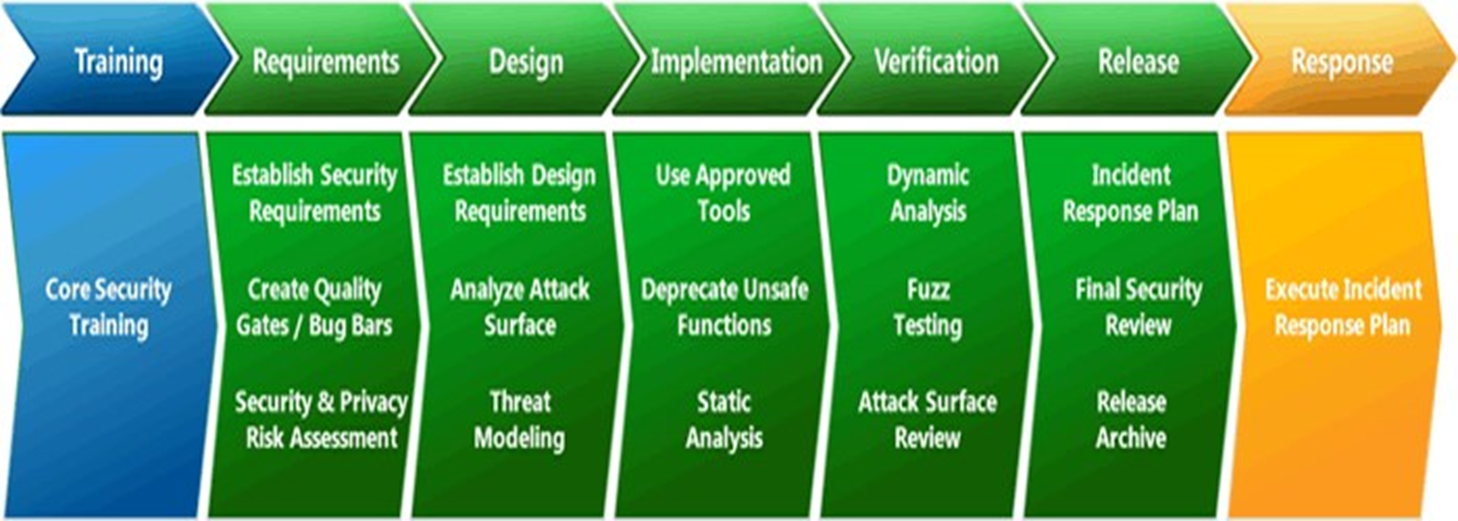 Training
Requirements
Design
Implementation
Verification
Release
Response
Core Security
Training
Establish Security
Requirements
Create Quality
Gates / Bug Bars
Security & Privacy
Risk Assessment
Establish Design
Requirements
Analyze Attack
Surface
Threat
Modeling
Use Approved
Tools
Deprecate Unsafe
Functions
Static
Analysis
Dynamic
Analysis
Fuzz
Testing
Attack Surface
Review
Incident
Response Plan
Final Security
Review
Release
Archive
Execute Incident
Response Plan